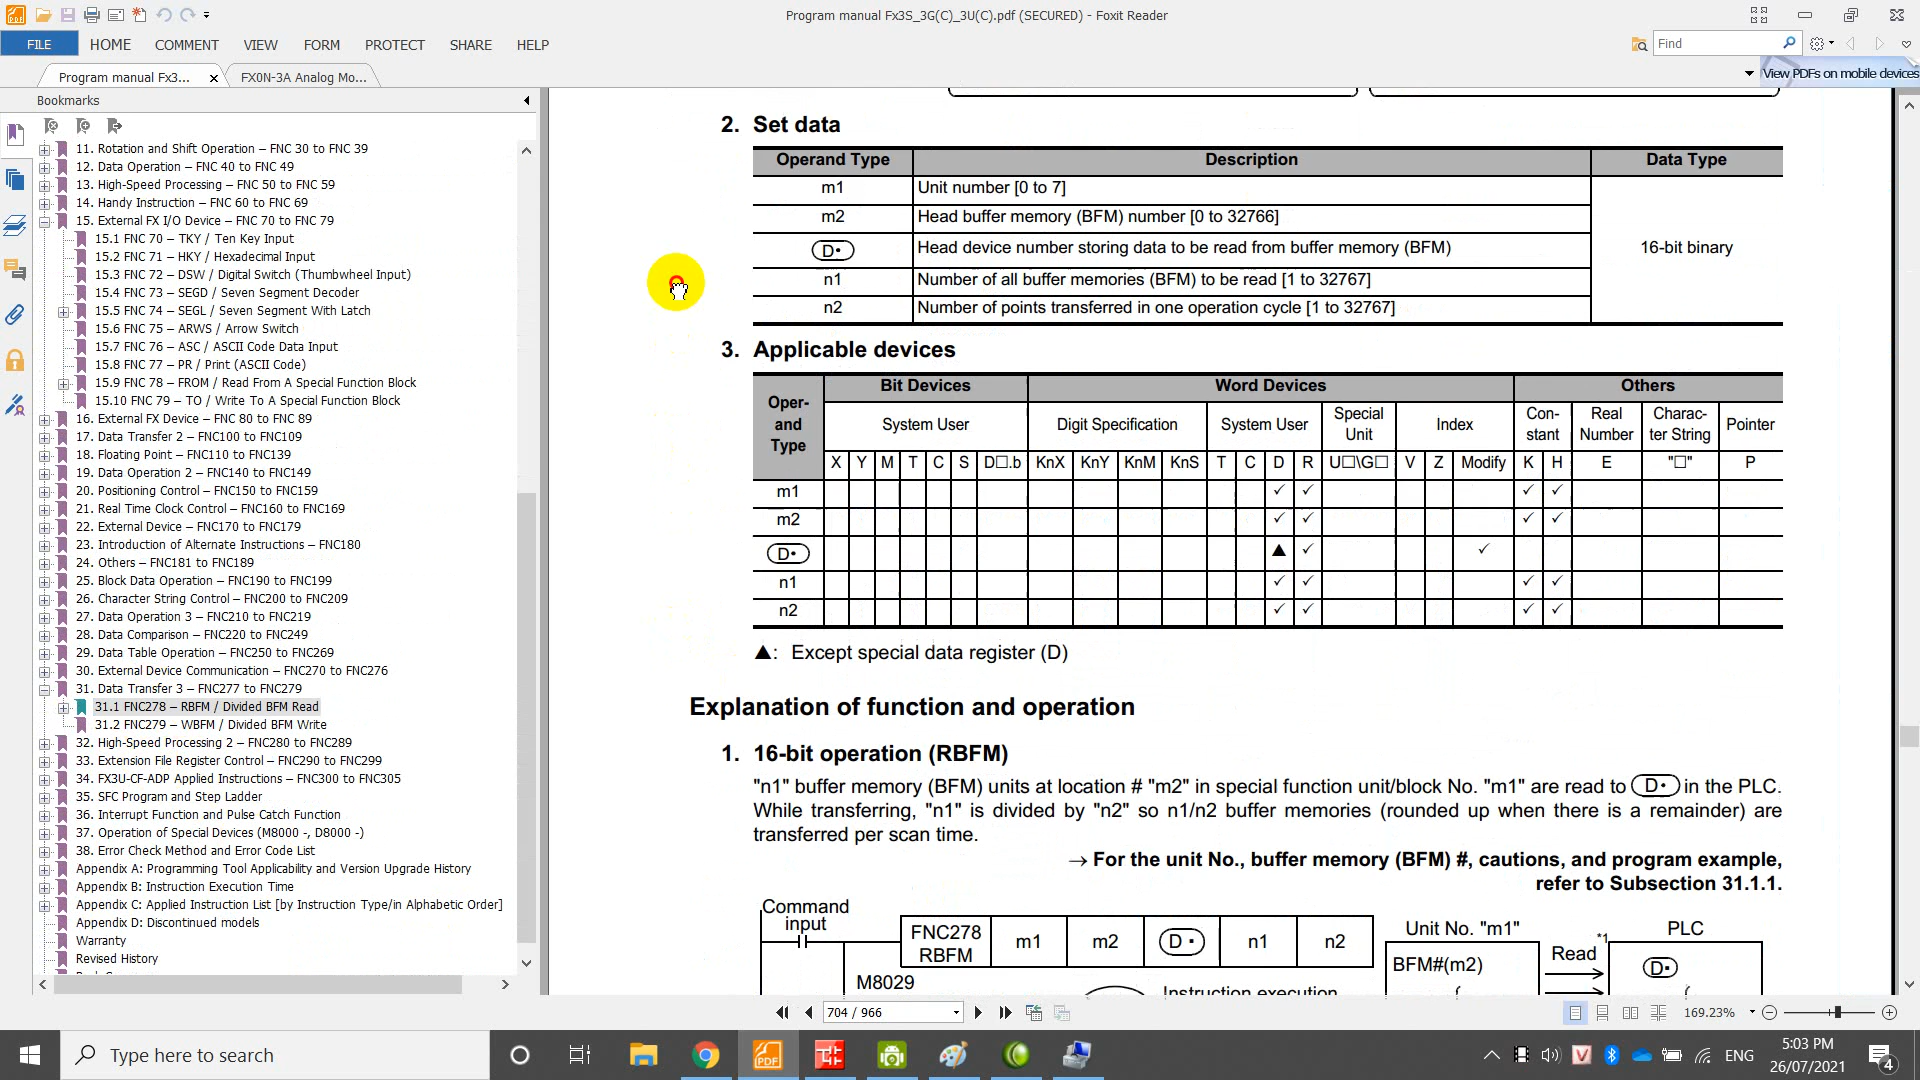 Program manual Fx3S_3G(C)_3U(C).pdf (SECURED) - Foxit Reader
FILE HOME COMMENT VIEW FORM PROTECT SHARE HELP
Find
Program manual Fx3... FX0N-3A Analog Mo...
View PDFs on mobile devices
Bookmarks
11. Rotation and Shift Operation – FNC 30 to FNC 39
12. Data Operation – FNC 40 to FNC 49
13. High-Speed Processing – FNC 50 to FNC 59
14. Handy Instruction – FNC 60 to FNC 69
15. External FX I/O Device – FNC 70 to FNC 79
15.1 FNC 70 – TKY / Ten Key Input
15.2 FNC 71 – HKY / Hexadecimal Input
15.3 FNC 72 – DSW / Digital Switch (Thumbwheel Input)
15.4 FNC 73 – SEGD / Seven Segment Decoder
15.5 FNC 74 – SEGL / Seven Segment With Latch
15.6 FNC 75 – ARWS / Arrow Switch
15.7 FNC 76 – ASC / ASCII Code Data Input
15.8 FNC 77 – PR / Print (ASCII Code)
15.9 FNC 78 – FROM / Read From A Special Function Block
15.10 FNC 79 – TO / Write To A Special Function Block
16. External FX Device – FNC 80 to FNC 89
17. Data Transfer 2 – FNC100 to FNC109
18. Floating Point – FNC110 to FNC139
19. Data Operation 2 – FNC140 to FNC149
20. Positioning Control – FNC150 to FNC159
21. Real Time Clock Control – FNC160 to FNC169
22. External Device – FNC170 to FNC179
23. Introduction of Alternate Instructions – FNC180
24. Others – FNC181 to FNC189
25. Block Data Operation – FNC190 to FNC199
26. Character String Control – FNC200 to FNC209
27. Data Operation 3 – FNC210 to FNC219
28. Data Comparison – FNC220 to FNC249
29. Data Table Operation – FNC250 to FNC269
30. External Device Communication – FNC270 to FNC276
31. Data Transfer 3 – FNC277 to FNC279
31.1 FNC278 – RBFM / Divided BFM Read
31.2 FNC279 – WBFM / Divided BFM Write
32. High-Speed Processing 2 – FNC280 to FNC289
33. Extension File Register Control – FNC290 to FNC299
34. FX3U-CF-ADP Applied Instructions – FNC300 to FNC305
35. SFC Program and Step Ladder
36. Interrupt Function and Pulse Catch Function
37. Operation of Special Devices (M8000 -, D8000 -)
38. Error Check Method and Error Code List
Appendix A: Programming Tool Applicability and Version Upgrade History
Appendix B: Instruction Execution Time
Appendix C: Applied Instruction List [by Instruction Type/in Alphabetic Order]
Appendix D: Discontinued models
Warranty
Revised History
2. Set data
Operand Type Description Data Type
m1 Unit number [0 to 7]
m2 Head buffer memory (BFM) number [0 to 32766]
D• Head device number storing data to be read from buffer memory (BFM) 16-bit binary
n1 Number of all buffer memories (BFM) to be read [1 to 32767]
n2 Number of points transferred in one operation cycle [1 to 32767]
3. Applicable devices
Oper-and Type Bit Devices Word Devices Others
System User Digit Specification System User Special Unit Index Con-stant Real Number Charac-ter String Pointer
X Y M T C S D□.b KnX KnY KnM KnS T C D R U□\G□ V Z Modify K H E "□" P
m1 ✓ ✓ ✓ ✓
m2 ✓ ✓ ✓ ✓
D• ▲ ✓ ✓
n1 ✓ ✓ ✓ ✓
n2 ✓ ✓ ✓ ✓
▲: Except special data register (D)
Explanation of function and operation
1. 16-bit operation (RBFM)
"n1" buffer memory (BFM) units at location # "m2" in special function unit/block No. "m1" are read to D• in the PLC.
While transferring, "n1" is divided by "n2" so n1/n2 buffer memories (rounded up when there is a remainder) are
transferred per scan time.
→ For the unit No., buffer memory (BFM) #, cautions, and program example,
refer to Subsection 31.1.1.
Command input
FNC278 RBFM m1 m2 D• n1 n2
Unit No. "m1" PLC
BFM#(m2) Read *1 D•
M8029
Instruction execution
704 / 966
169.23%
Type here to search
ENG
5:03 PM
26/07/2021
4